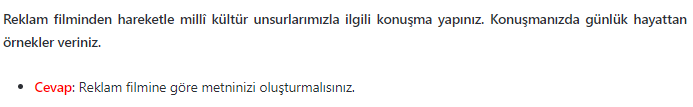 Reklam filminden hareketle millî kültür unsurlarımızla ilgili konuşma yapınız. Konuşmanızda günlük hayattan
örnekler veriniz.
Cevap: Reklam filmine göre metninizi oluşturmalısınız.